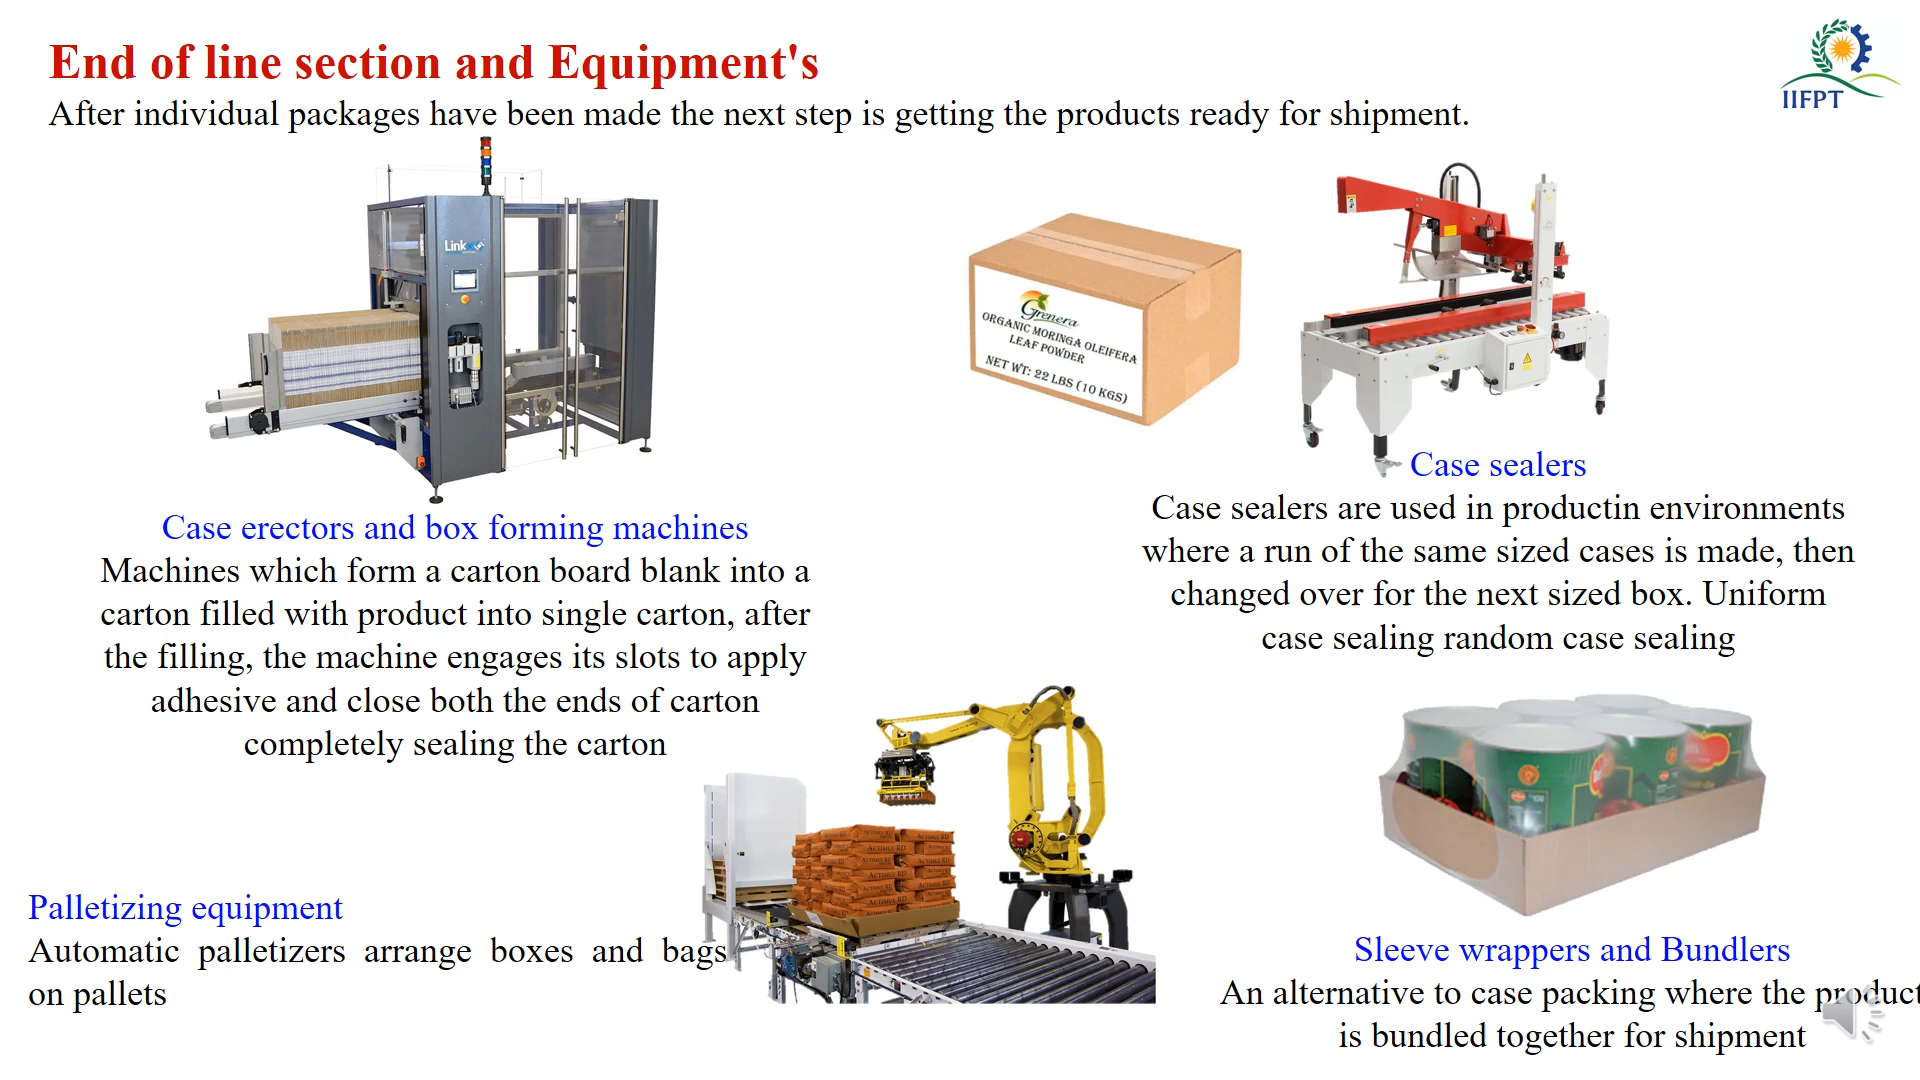 End of line section and Equipment's
After individual packages have been made the next step is getting the products ready for shipment.
IIFPT
Link
Grenera
ORGANIC MORINGA OLEIFERA
LEAF POWDER
NET WT: 22 LBS (10 KGS)
Case sealers
Case sealers are used in productin environments
where a run of the same sized cases is made, then
changed over for the next sized box. Uniform
case sealing random case sealing
Case erectors and box forming machines
Machines which form a carton board blank into a
carton filled with product into single carton, after
the filling, the machine engages its slots to apply
adhesive and close both the ends of carton
completely sealing the carton
Palletizing equipment
Automatic palletizers arrange boxes and bags
on pallets
Sleeve wrappers and Bundlers
An alternative to case packing where the product
is bundled together for shipment